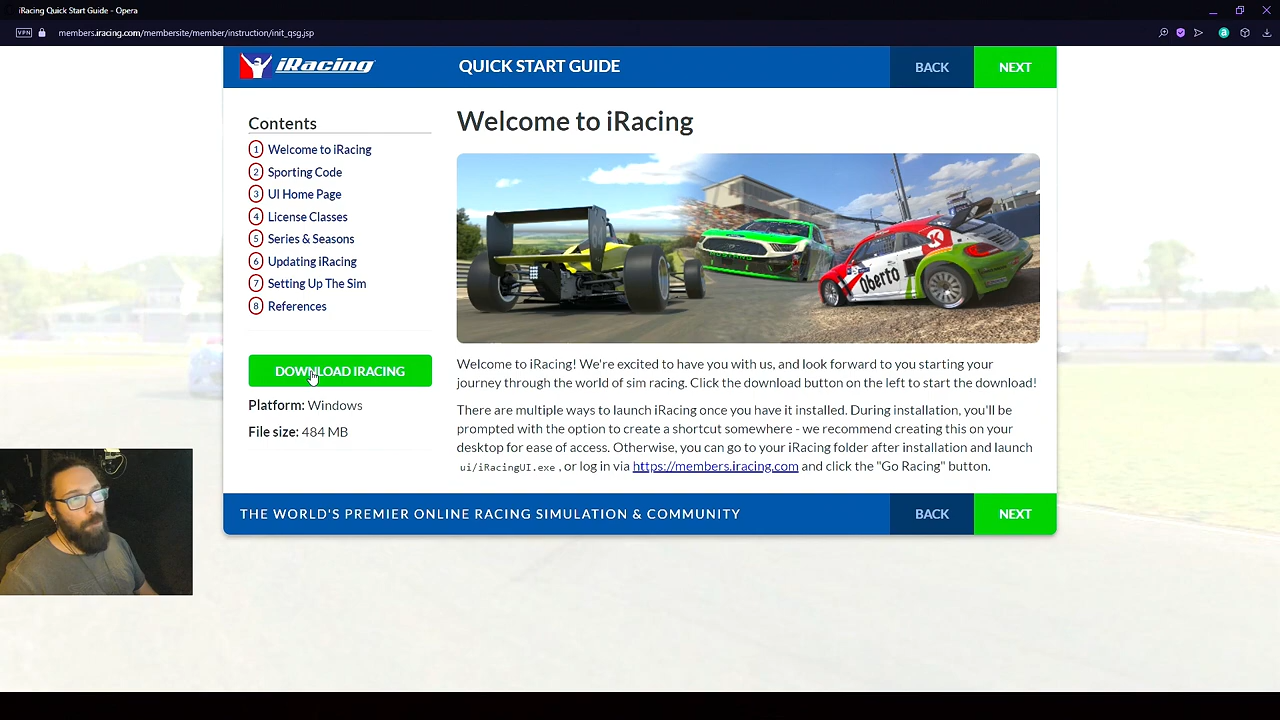 iRacing Quick Start Guide - Opera
VPN
members.iracing.com/membersite/member/instruction/init_qsg.jsp
iRacing
QUICK START GUIDE
BACK
NEXT
Contents
1 Welcome to iRacing
2 Sporting Code
3 UI Home Page
4 License Classes
5 Series & Seasons
6 Updating iRacing
7 Setting Up The Sim
8 References
DOWNLOAD IRACING
Platform: Windows
File size: 484 MB
Welcome to iRacing
MUSTANG
Oberto
Welcome to iRacing! We're excited to have you with us, and look forward to you starting your
journey through the world of sim racing. Click the download button on the left to start the download!
There are multiple ways to launch iRacing once you have it installed. During installation, you'll be
prompted with the option to create a shortcut somewhere - we recommend creating this on your
desktop for ease of access. Otherwise, you can go to your iRacing folder after installation and launch
ui/iRacingUI.exe, or log in via https://members.iracing.com and click the "Go Racing" button.
THE WORLD'S PREMIER ONLINE RACING SIMULATION & COMMUNITY
BACK
NEXT